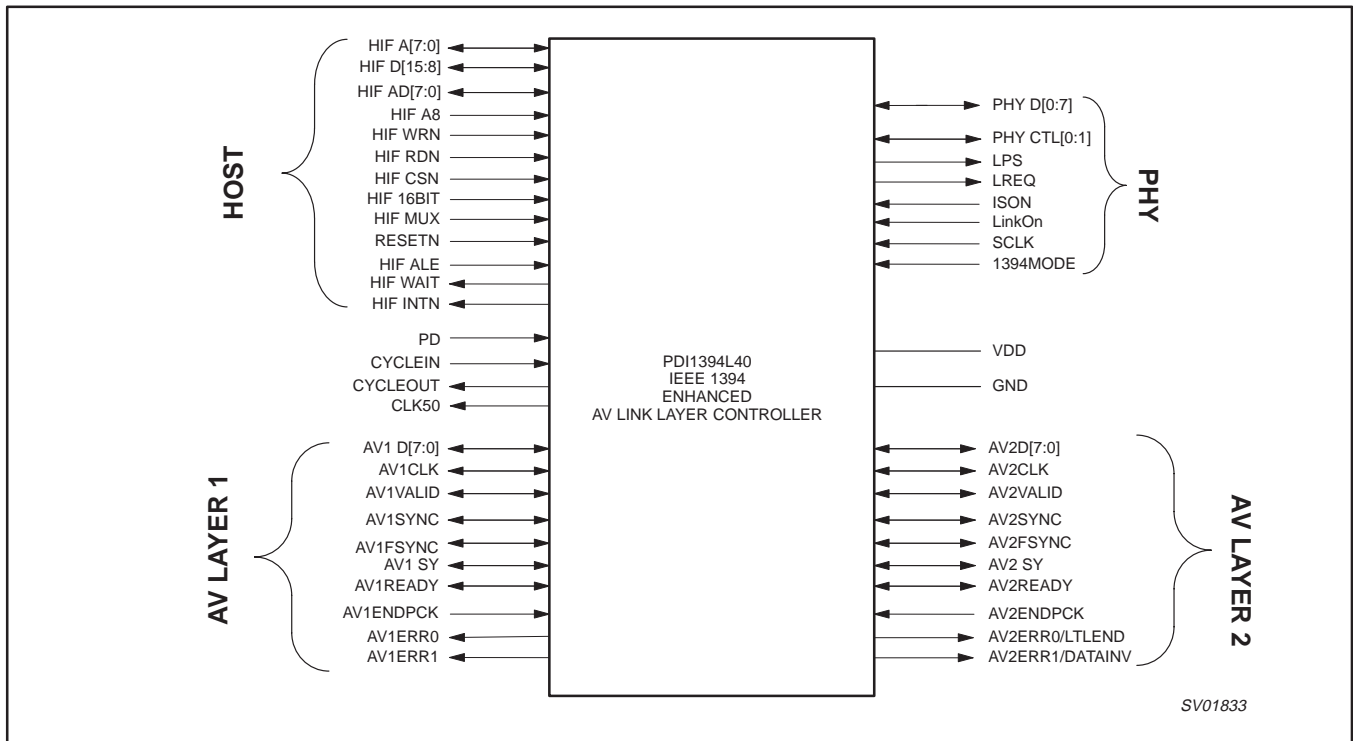 HOST
HIF A[7:0]
HIF D[15:8]
HIF AD[7:0]
HIF A8
HIF WRN
HIF RDN
HIF CSN
HIF 16BIT
HIF MUX
RESETN
HIF ALE
HIF WAIT
HIF INTN
PD
CYCLEIN
CYCLEOUT
CLK50
AV LAYER 1
AV1 D[7:0]
AV1CLK
AV1VALID
AV1SYNC
AV1FSYNC
AV1 SY
AV1READY
AV1ENDPCK
AV1ERR0
AV1ERR1
PDI1394L40
IEEE 1394
ENHANCED
AV LINK LAYER CONTROLLER
PHY D[0:7]
PHY CTL[0:1]
LPS
LREQ
ISON
LinkOn
SCLK
1394MODE
PHY
VDD
GND
AV2D[7:0]
AV2CLK
AV2VALID
AV2SYNC
AV2FSYNC
AV2 SY
AV2READY
AV2ENDPCK
AV2ERR0/LTLEND
AV2ERR1/DATAINV
AV LAYER 2
SV01833